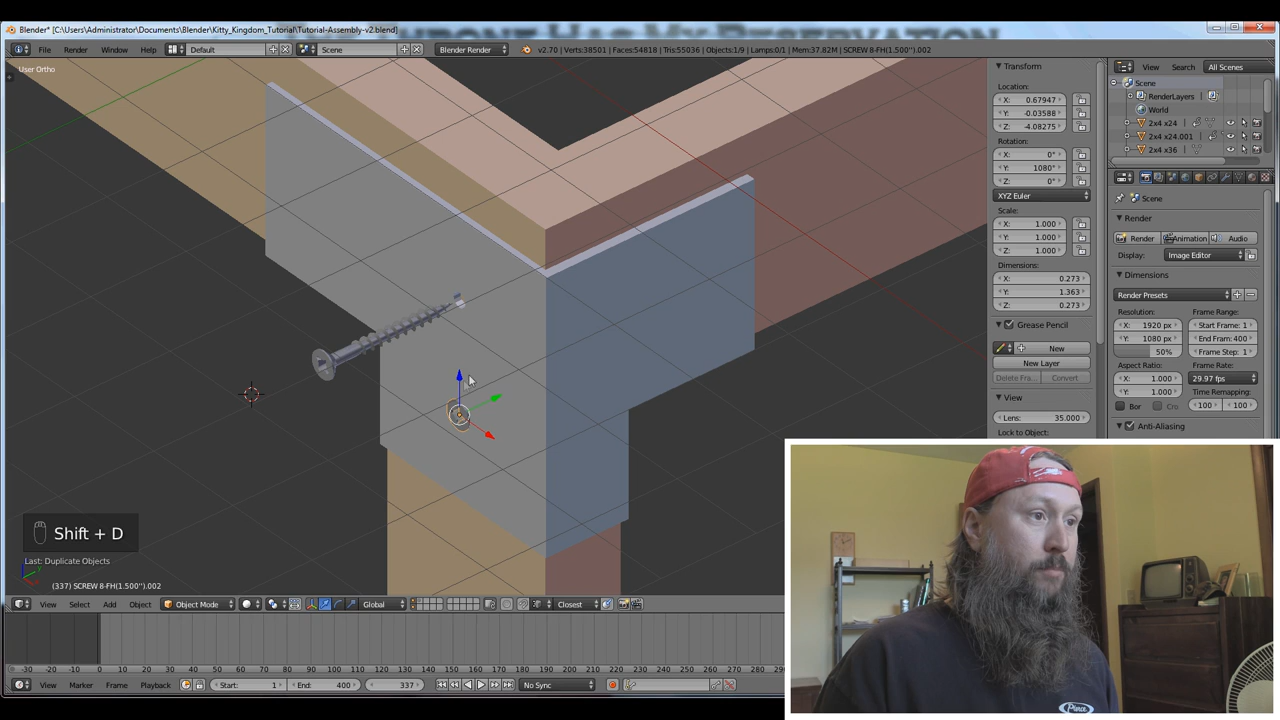 THE THRONE HAS MY RESERVATION
Blender* [C:\Users\Administrator\Documents\Blender\Kitty_Kingdom_Tutorial\Tutorial-Assembly-v2.blend]
File Render Window Help Default Scene Blender Render v2.70 | Verts:38501 | Faces:54818 | Tris:55036 | Objects:1/9 | Lamps:0/1 | Mem:37.82M | SCREW 8-FH(1.500").002
User Ortho
Transform
Location:
X: 0.67947
Y: -0.03588
Z: -4.08275
Rotation:
X: 0°
Y: 1080°
Z: 0°
XYZ Euler
Scale:
X: 1.000
Y: 1.000
Z: 1.000
Dimensions:
X: 0.273
Y: 1.363
Z: 0.273
Grease Pencil
New
New Layer
Delete Fra... Convert
View
Lens: 35.000
Lock to Object:
View Search All Scenes
Scene
RenderLayers
World
2x4 x24
2x4 x24.001
2x4 x36
Scene
Render
Render Animation Audio
Display: Image Editor
Dimensions
Render Presets
Resolution: Frame Range:
X: 1920 px Start Frame: 1
Y: 1080 px End Fram: 400
50% Frame Step: 1
Aspect Ratio: Frame Rate:
X: 1.000 29.97 fps
Y: 1.000 Time Remapping:
Bor Cro 100 100
Anti-Aliasing
Shift + D
Last: Duplicate Objects
(337) SCREW 8-FH(1.500").002
View Select Add Object Object Mode Global Closest
-30 -20 -10 0 10 20 30 40 50 60 70 80 90 100 110 120 130 140 150 160 170 180 190 200 210 220 230 240 250 260 270 280
View Marker Frame Playback Start: 1 End: 400 337 No Sync
Pierce